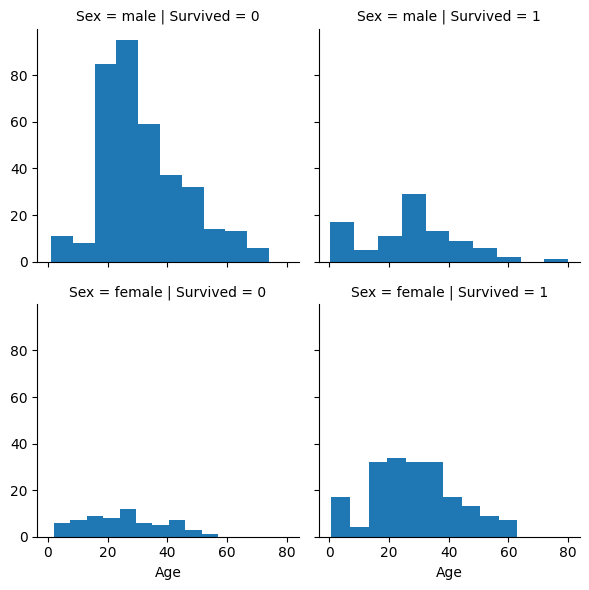 Sex = male | Survived = 0
Sex = male | Survived = 1
80
60
40
20
0
Sex = female | Survived = 0
Sex = female | Survived = 1
80
60
40
20
0
0 20 40 60 80
0 20 40 60 80
Age
Age